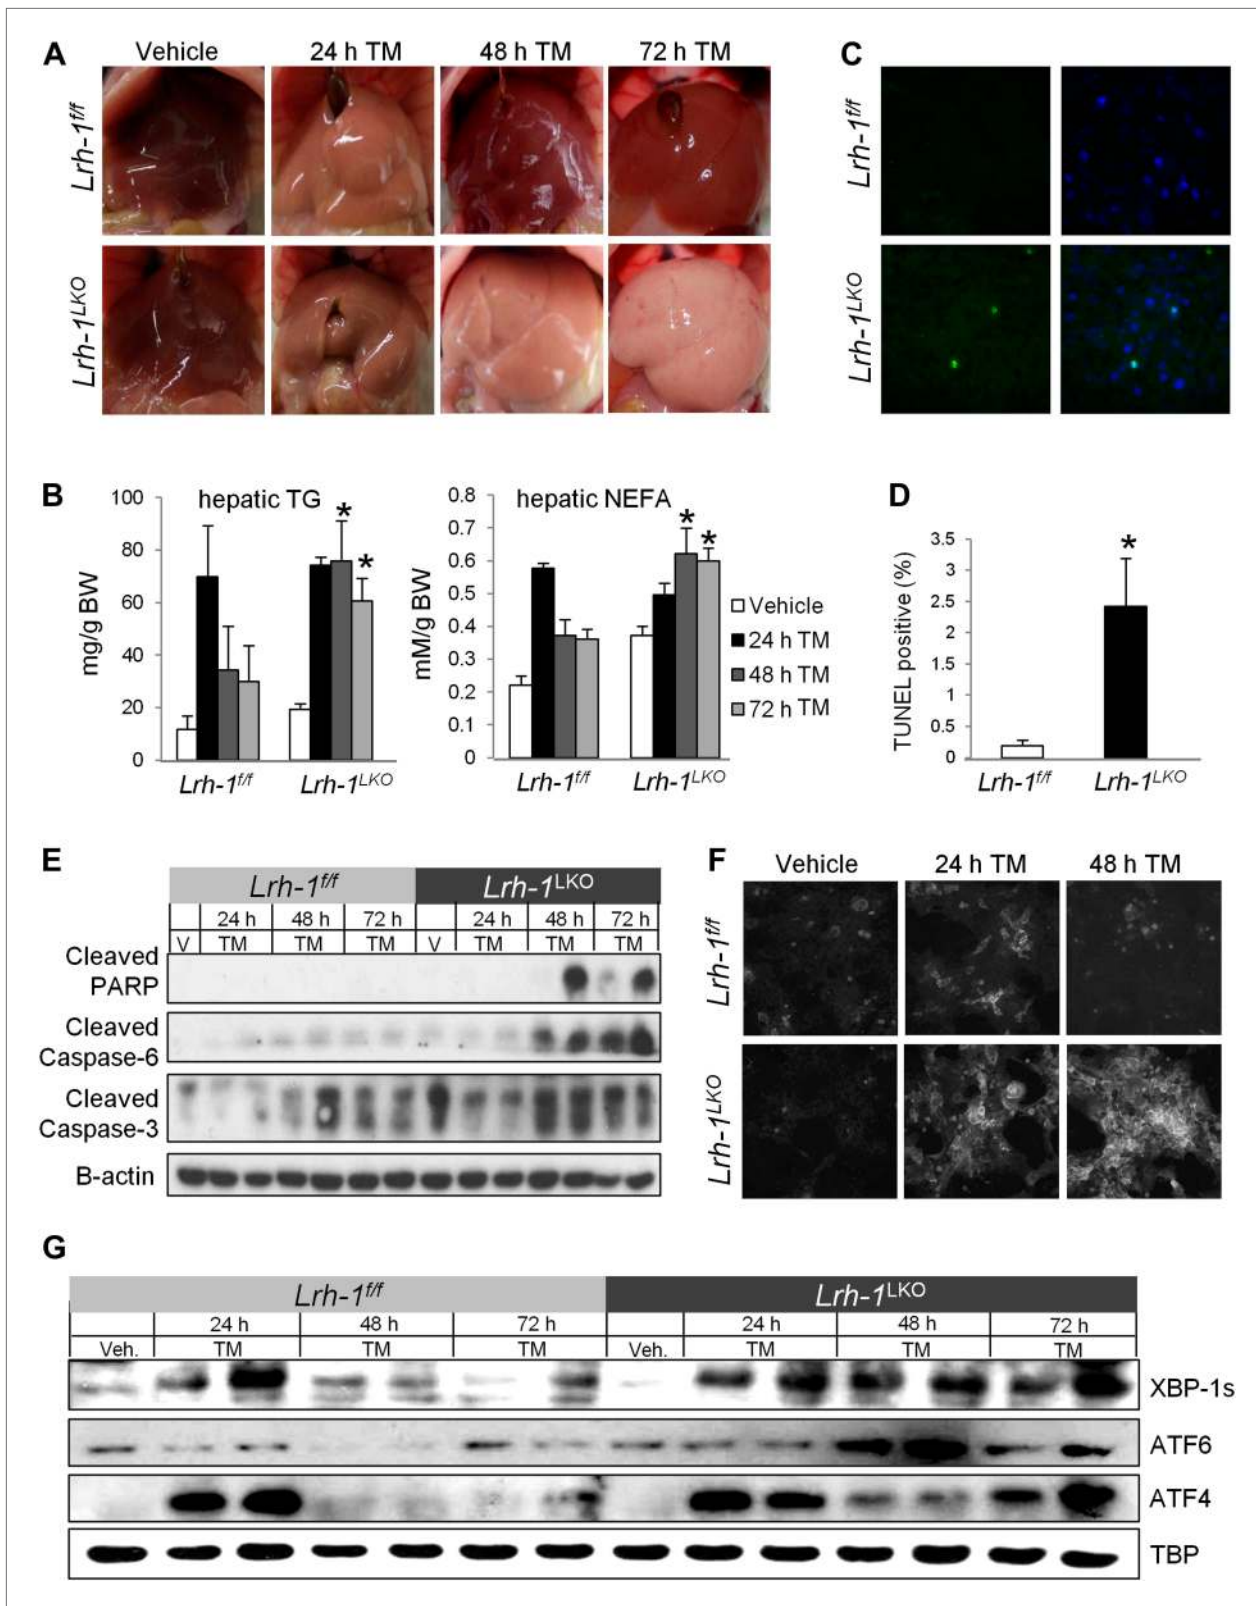 A
Vehicle 24 h TM 48 h TM 72 h TM
Lrh-1f/f
Lrh-1LKO
C
Lrh-1f/f
Lrh-1LKO
B
hepatic TG
mg/g BW
100
80
60
40
20
0
* *
Lrh-1f/f Lrh-1LKO
hepatic NEFA
mM/g BW
0.8
0.7
0.6
0.5
0.4
0.3
0.2
0.1
0
* *
Lrh-1f/f Lrh-1LKO
Vehicle
24 h TM
48 h TM
72 h TM
D
TUNEL positive (%)
3.5
3
2.5
2
1.5
1
0.5
0
*
Lrh-1f/f Lrh-1LKO
E
Lrh-1f/f Lrh-1LKO
24 h 48 h 72 h 24 h 48 h 72 h
V TM TM TM V TM TM TM
Cleaved
PARP
Cleaved
Caspase-6
Cleaved
Caspase-3
B-actin
F
Vehicle 24 h TM 48 h TM
Lrh-1f/f
Lrh-1LKO
G
Lrh-1f/f Lrh-1LKO
24 h 48 h 72 h 24 h 48 h 72 h
Veh. TM TM TM Veh. TM TM TM
XBP-1s
ATF6
ATF4
TBP